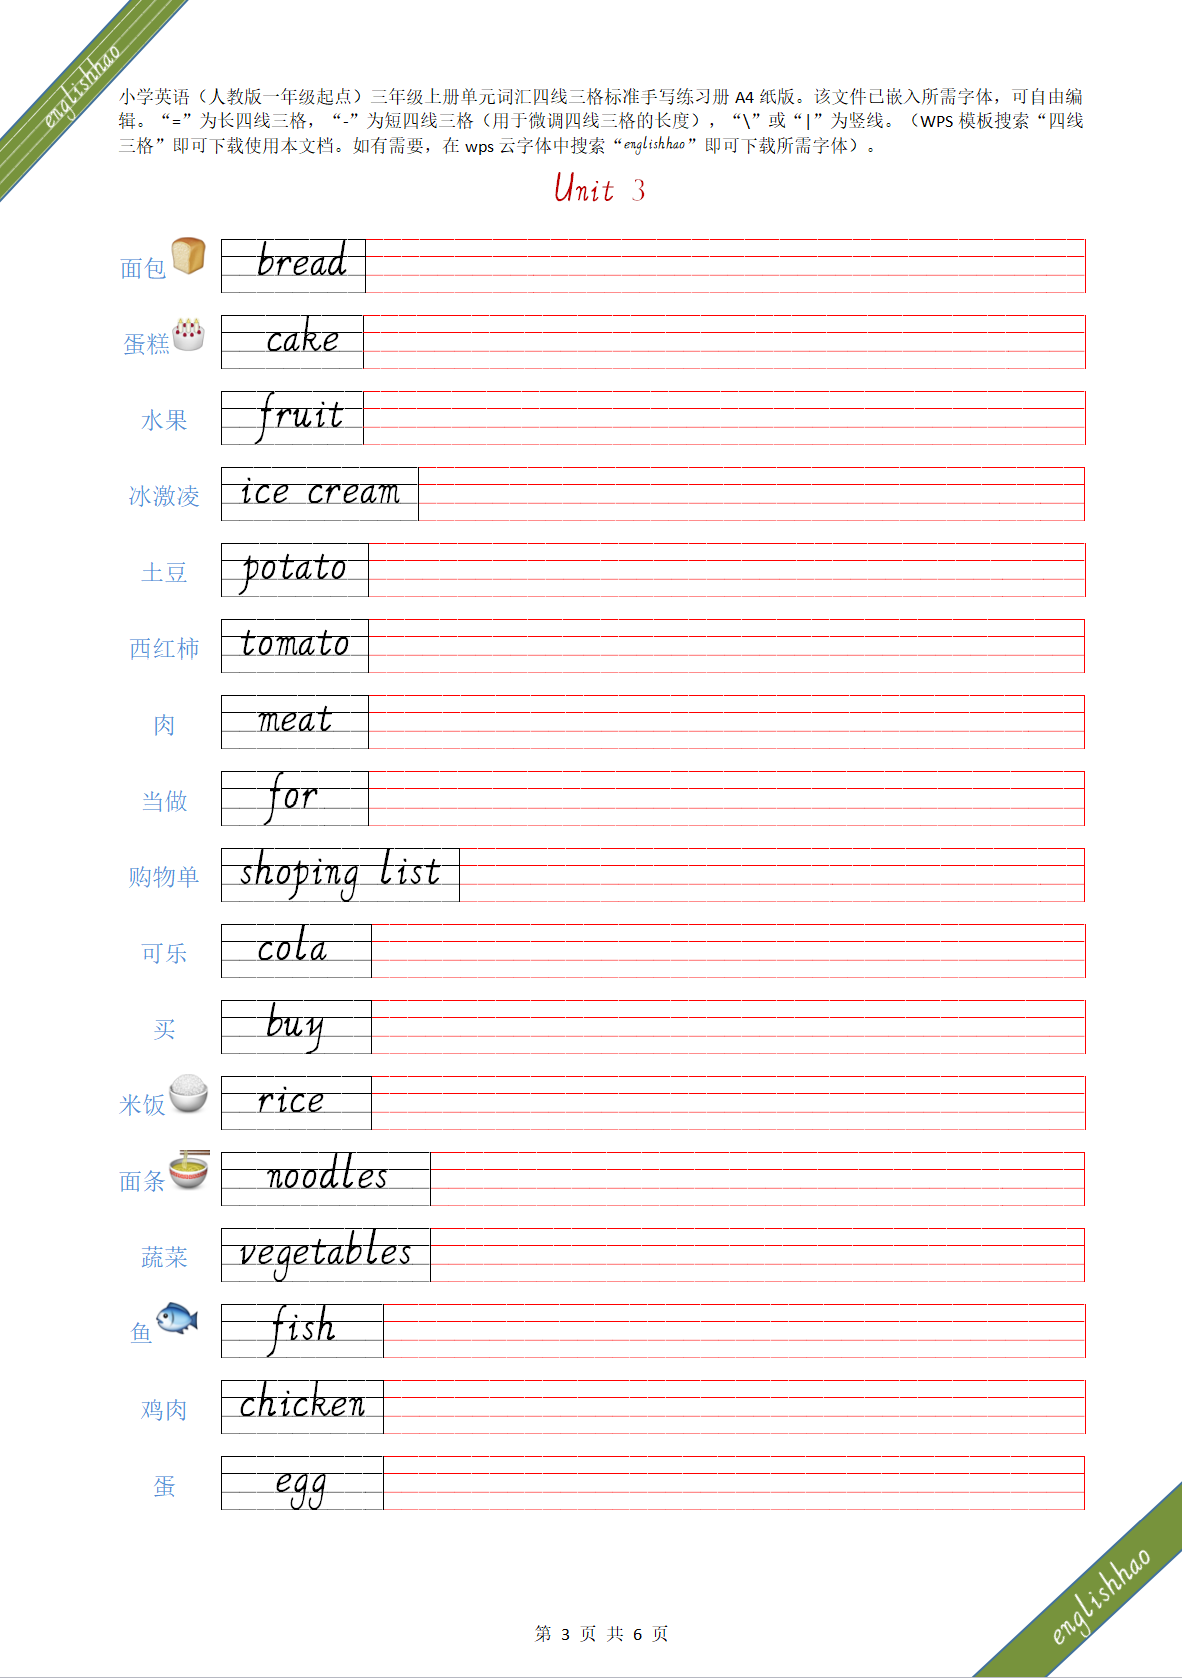 englishhao
小学英语（人教版一年级起点）三年级上册单元词汇四线三格标准手写练习册 A4 纸版。该文件已嵌入所需字体，可自由编
辑。“=”为长四线三格，“-”为短四线三格（用于微调四线三格的长度），“\”或“|”为竖线。（WPS 模板搜索“四线
三格”即可下载使用本文档。如有需要，在 wps 云字体中搜索“englishhao”即可下载所需字体）。
Unit 3
面包 bread
蛋糕 cake
水果 fruit
冰激凌 ice cream
土豆 potato
西红柿 tomato
肉 meat
当做 for
购物单 shoping list
可乐 cola
买 buy
米饭 rice
面条 noodles
蔬菜 vegetables
鱼 fish
鸡肉 chicken
蛋 egg
englishhao
第 3 页 共 6 页